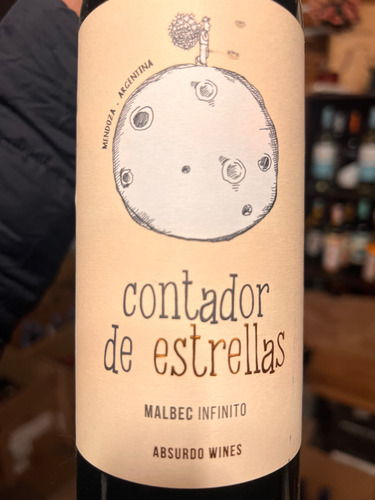 MENDOZA - ARGENTINA
contador
de estrellas
MALBEC INFINITO
ABSURDO WINES